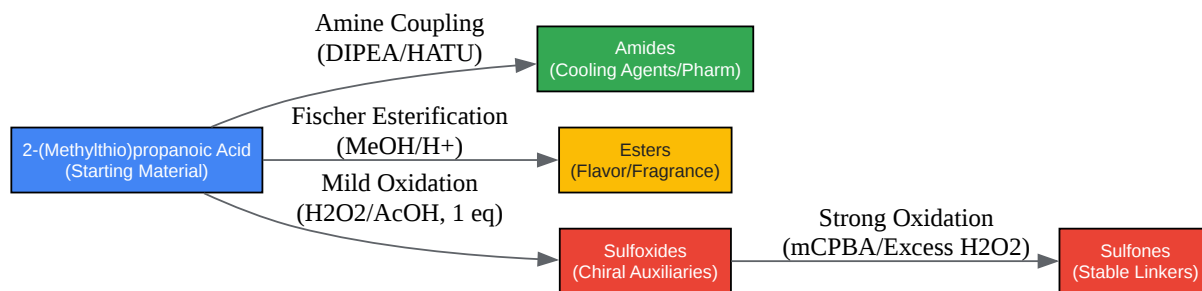 Amine Coupling
(DIPEA/HATU)
Amides
(Cooling Agents/Pharm)
2-(Methylthio)propanoic Acid
(Starting Material)
Fischer Esterification
(MeOH/H+)
Esters
(Flavor/Fragrance)
Mild Oxidation
(H2O2/AcOH, 1 eq)
Sulfoxides
(Chiral Auxiliaries)
Strong Oxidation
(mCPBA/Excess H2O2)
Sulfones
(Stable Linkers)